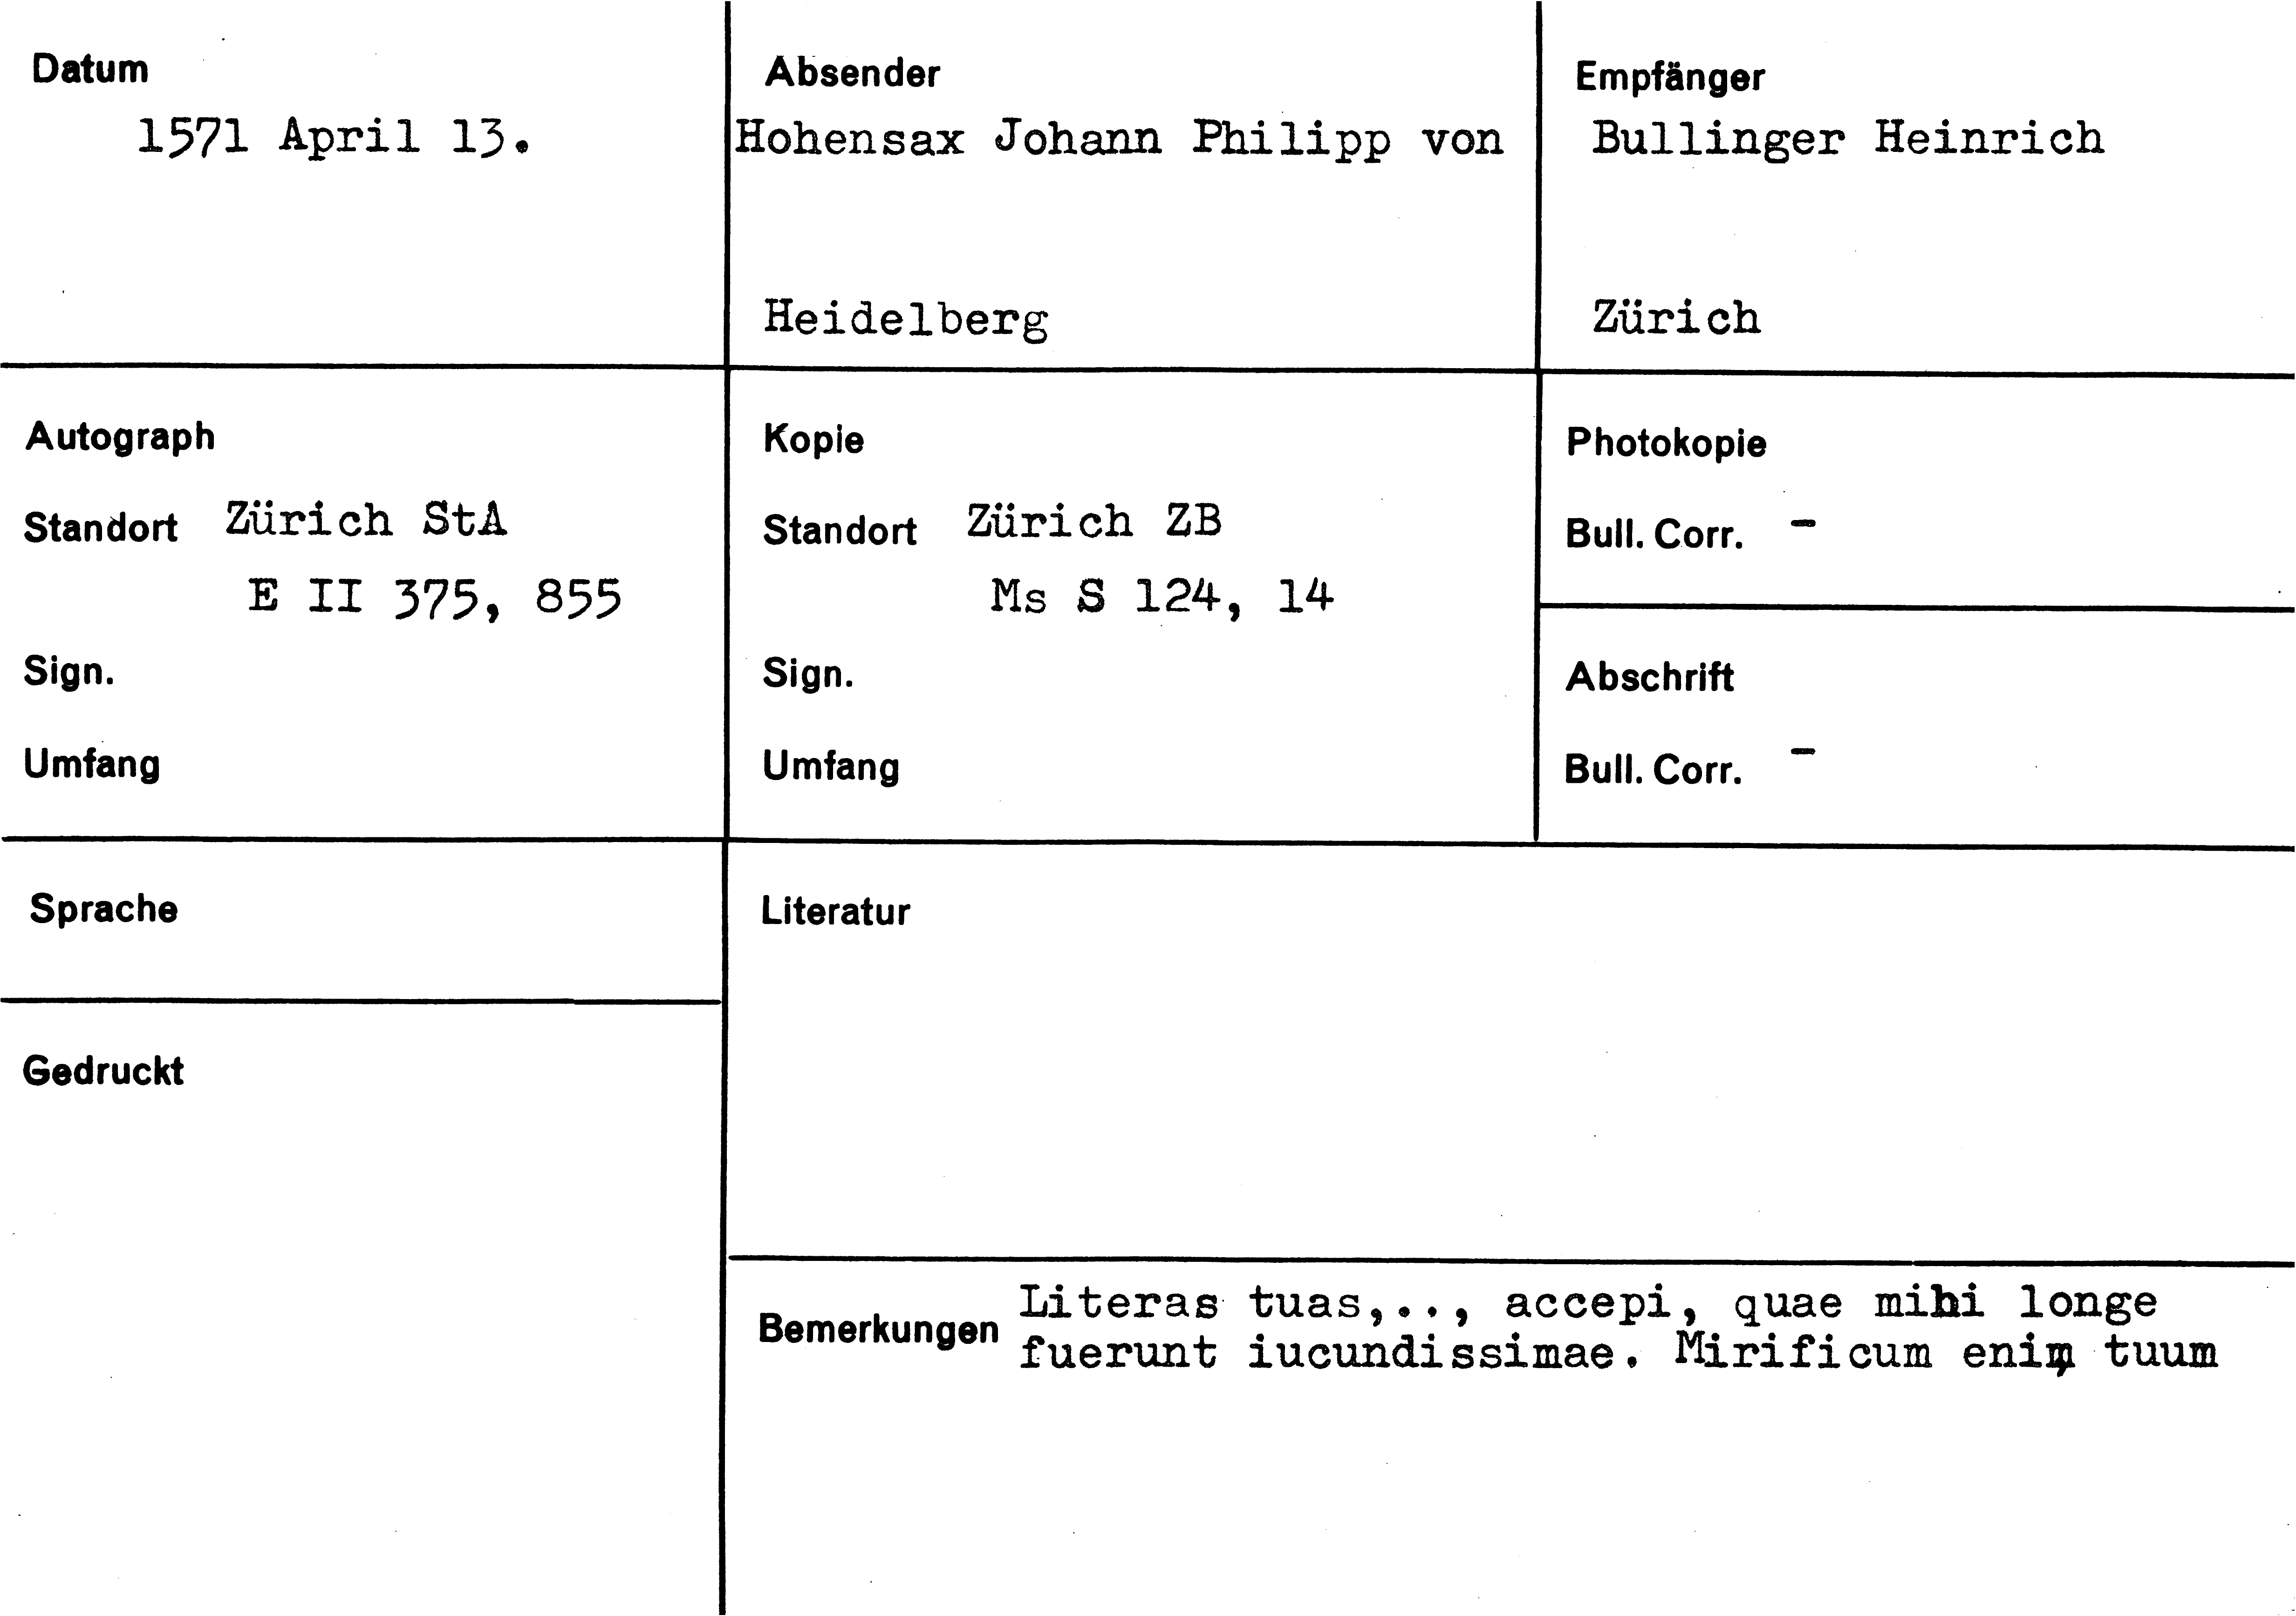 Datum
1571 April 13.
Absender
Hohensax Johann Philipp von
Heidelberg
Empfänger
Bullinger Heinrich
Zürich
Autograph
Standort Zürich StA
E II 375, 855
Sign.
Umfang
Kopie
Standort Zürich ZB
Ms S 124, 14
Sign.
Umfang
Photokopie
Bull. Corr. -
Abschrift
Bull. Corr. -
Sprache
Gedruckt
Literatur
Bemerkungen
Literas tuas,.., accepi, quae mihi longe
fuerunt iucundissimae. Mirificum enim tuum